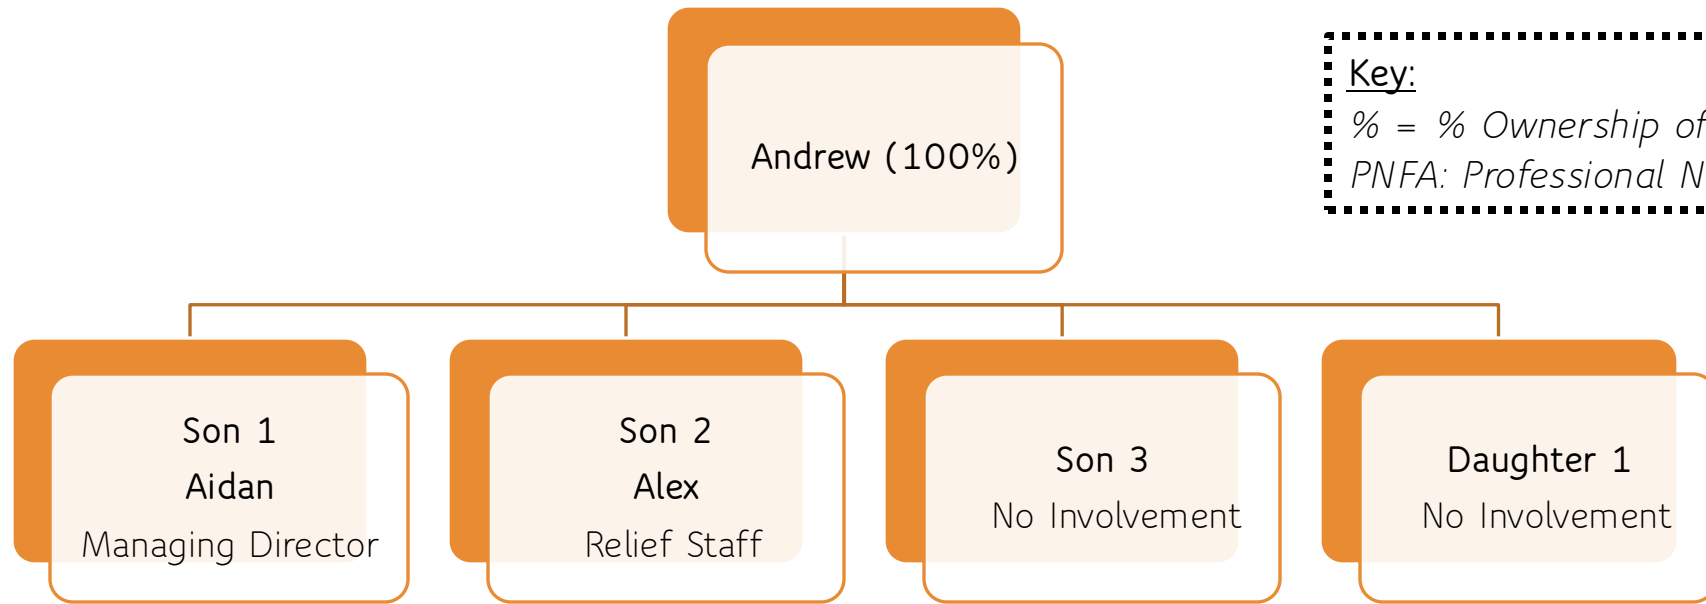 Andrew (100%)
Key:
% = % Ownership of
PNFA: Professional N
Son 1
Aidan
Managing Director
Son 2
Alex
Relief Staff
Son 3
No Involvement
Daughter 1
No Involvement